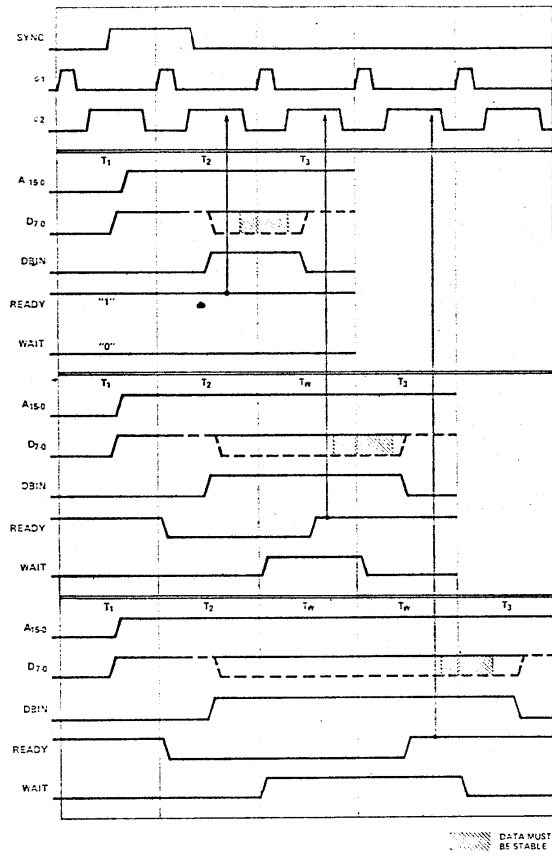 SYNC
φ1
φ2
T1 T2 T3
A15-0
D7-0
DBIN
READY "1"
WAIT "0"
T1 T2 TW T3
A15-0
D7-0
DBIN
READY
WAIT
T1 T2 TW TW T3
A15-0
D7-0
DBIN
READY
WAIT
DATA MUST
BE STABLE